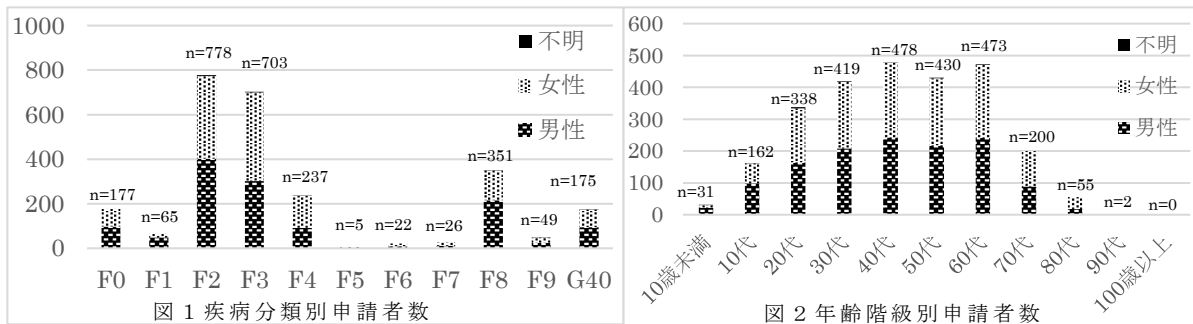 1000
800
600
400
200
0
不明
女性
男性
n=177
n=65
n=778
n=703
n=237
n=5
n=22
n=26
n=351
n=49
n=175
F0 F1 F2 F3 F4 F5 F6 F7 F8 F9 G40
図1疾病分類別申請者数
600
500
400
300
200
100
0
不明
女性
男性
n=31
n=162
n=338
n=419
n=478
n=430
n=473
n=200
n=55
n=2
n=0
10歳未満
10代
20代
30代
40代
50代
60代
70代
80代
90代
100歳以上
図2年齢階級別申請者数